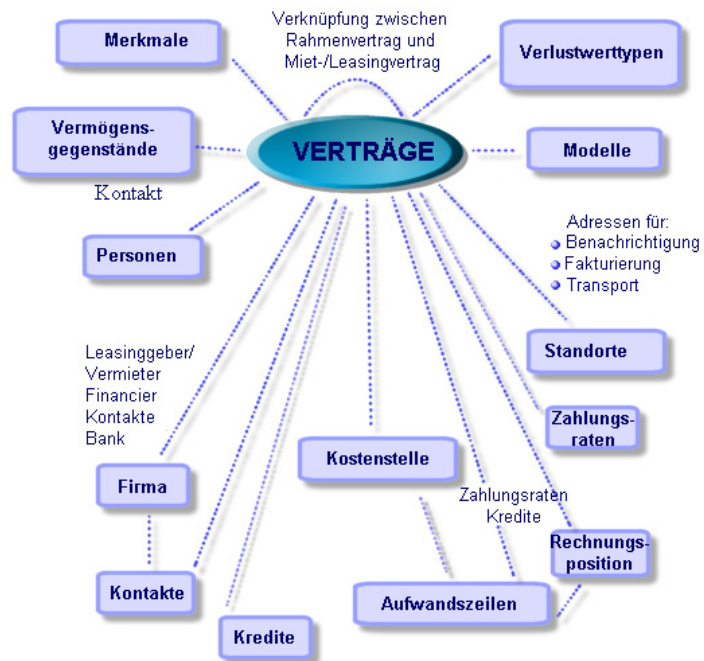 Verknüpfung zwischen
Rahmenvertrag und
Miet-/Leasingvertrag
Merkmale
Verlustwerttypen
Vermögens-
gegenstände
VERTRÄGE
Modelle
Kontakt
Personen
Adressen für:
Benachrichtigung
Fakturierung
Transport
Leasinggeber/
Vermieter
Financier
Kontakte
Bank
Standorte
Zahlungs-
raten
Kostenstelle
Firma
Zahlungsraten
Kredite
Rechnungs-
position
Kontakte
Aufwandszeilen
Kredite